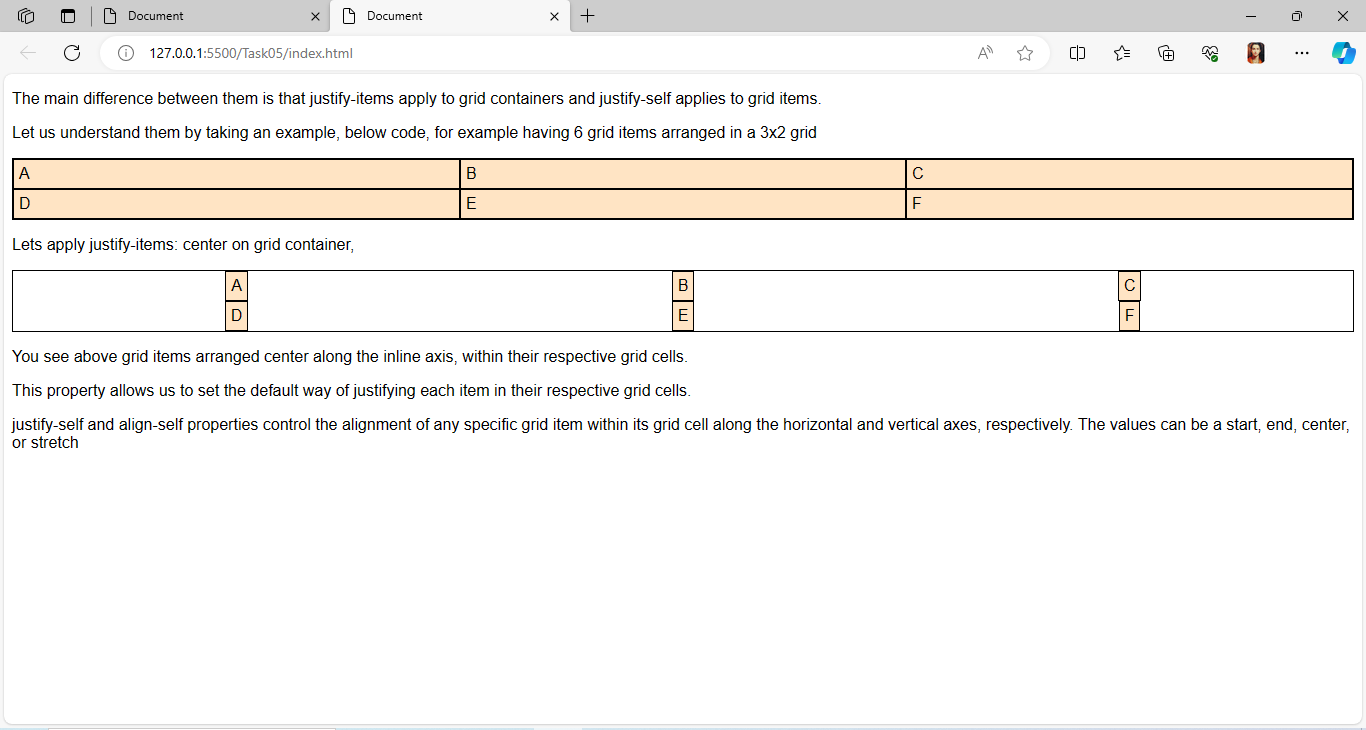 Document
Document
127.0.0.1:5500/Task05/index.html
The main difference between them is that justify-items apply to grid containers and justify-self applies to grid items.
Let us understand them by taking an example, below code, for example having 6 grid items arranged in a 3x2 grid
A B C
D E F
Lets apply justify-items: center on grid container,
A B C
D E F
You see above grid items arranged center along the inline axis, within their respective grid cells.
This property allows us to set the default way of justifying each item in their respective grid cells.
justify-self and align-self properties control the alignment of any specific grid item within its grid cell along the horizontal and vertical axes, respectively. The values can be a start, end, center,
or stretch